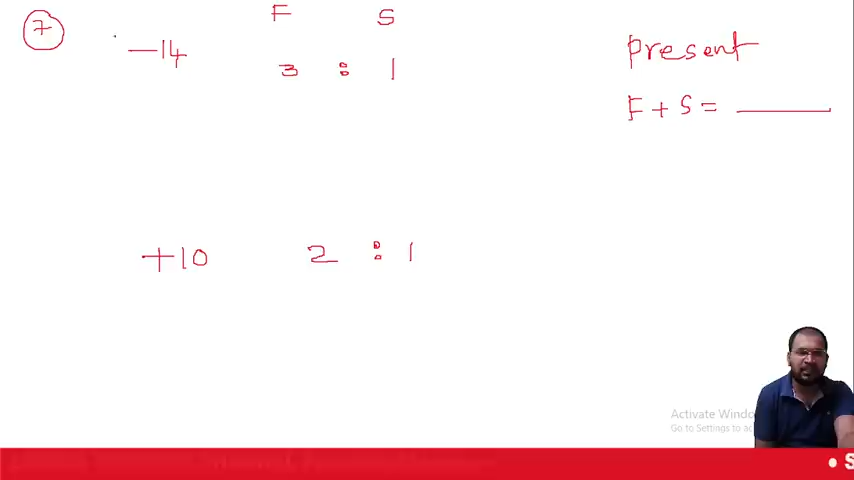 7
F S
-14 3 : 1
present
F + S = ______
+10 2 : 1
Activate Windo
Go to Settings to ac
S